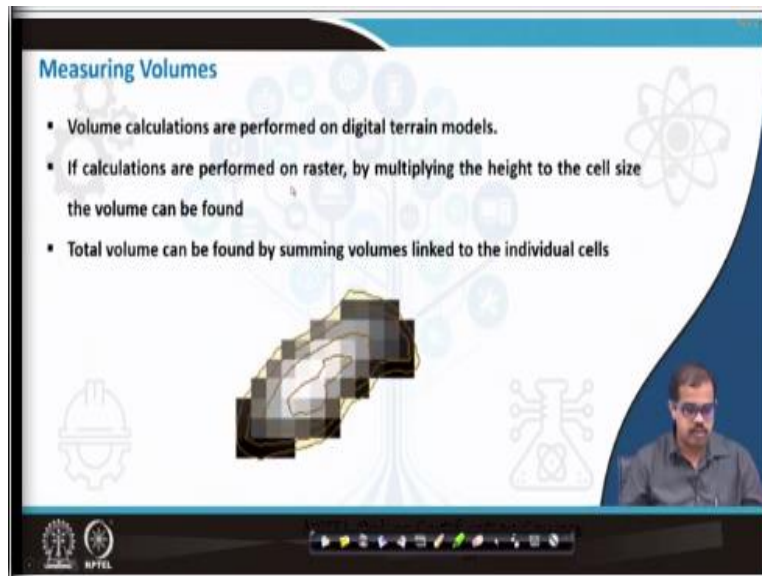 Measuring Volumes
▪ Volume calculations are performed on digital terrain models.
▪ If calculations are performed on raster, by multiplying the height to the cell size
the volume can be found
▪ Total volume can be found by summing volumes linked to the individual cells
NPTEL